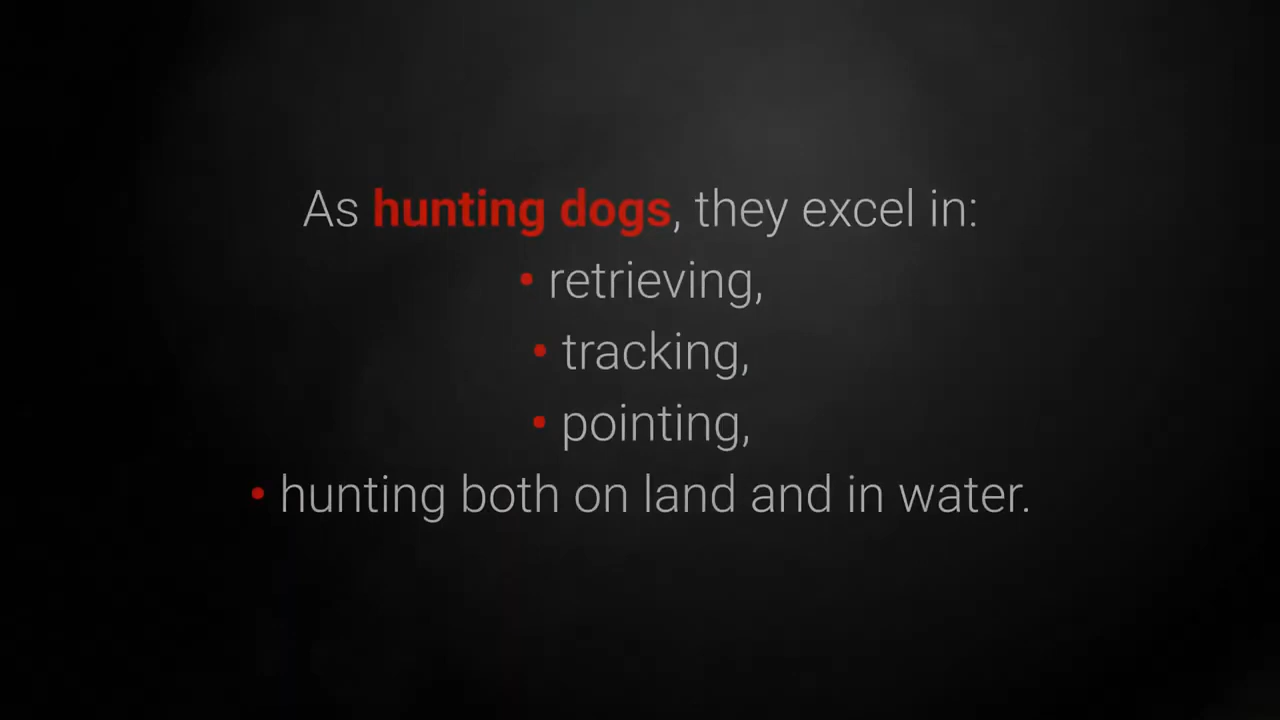 As hunting dogs, they excel in:
• retrieving,
• tracking,
• pointing,
• hunting both on land and in water.